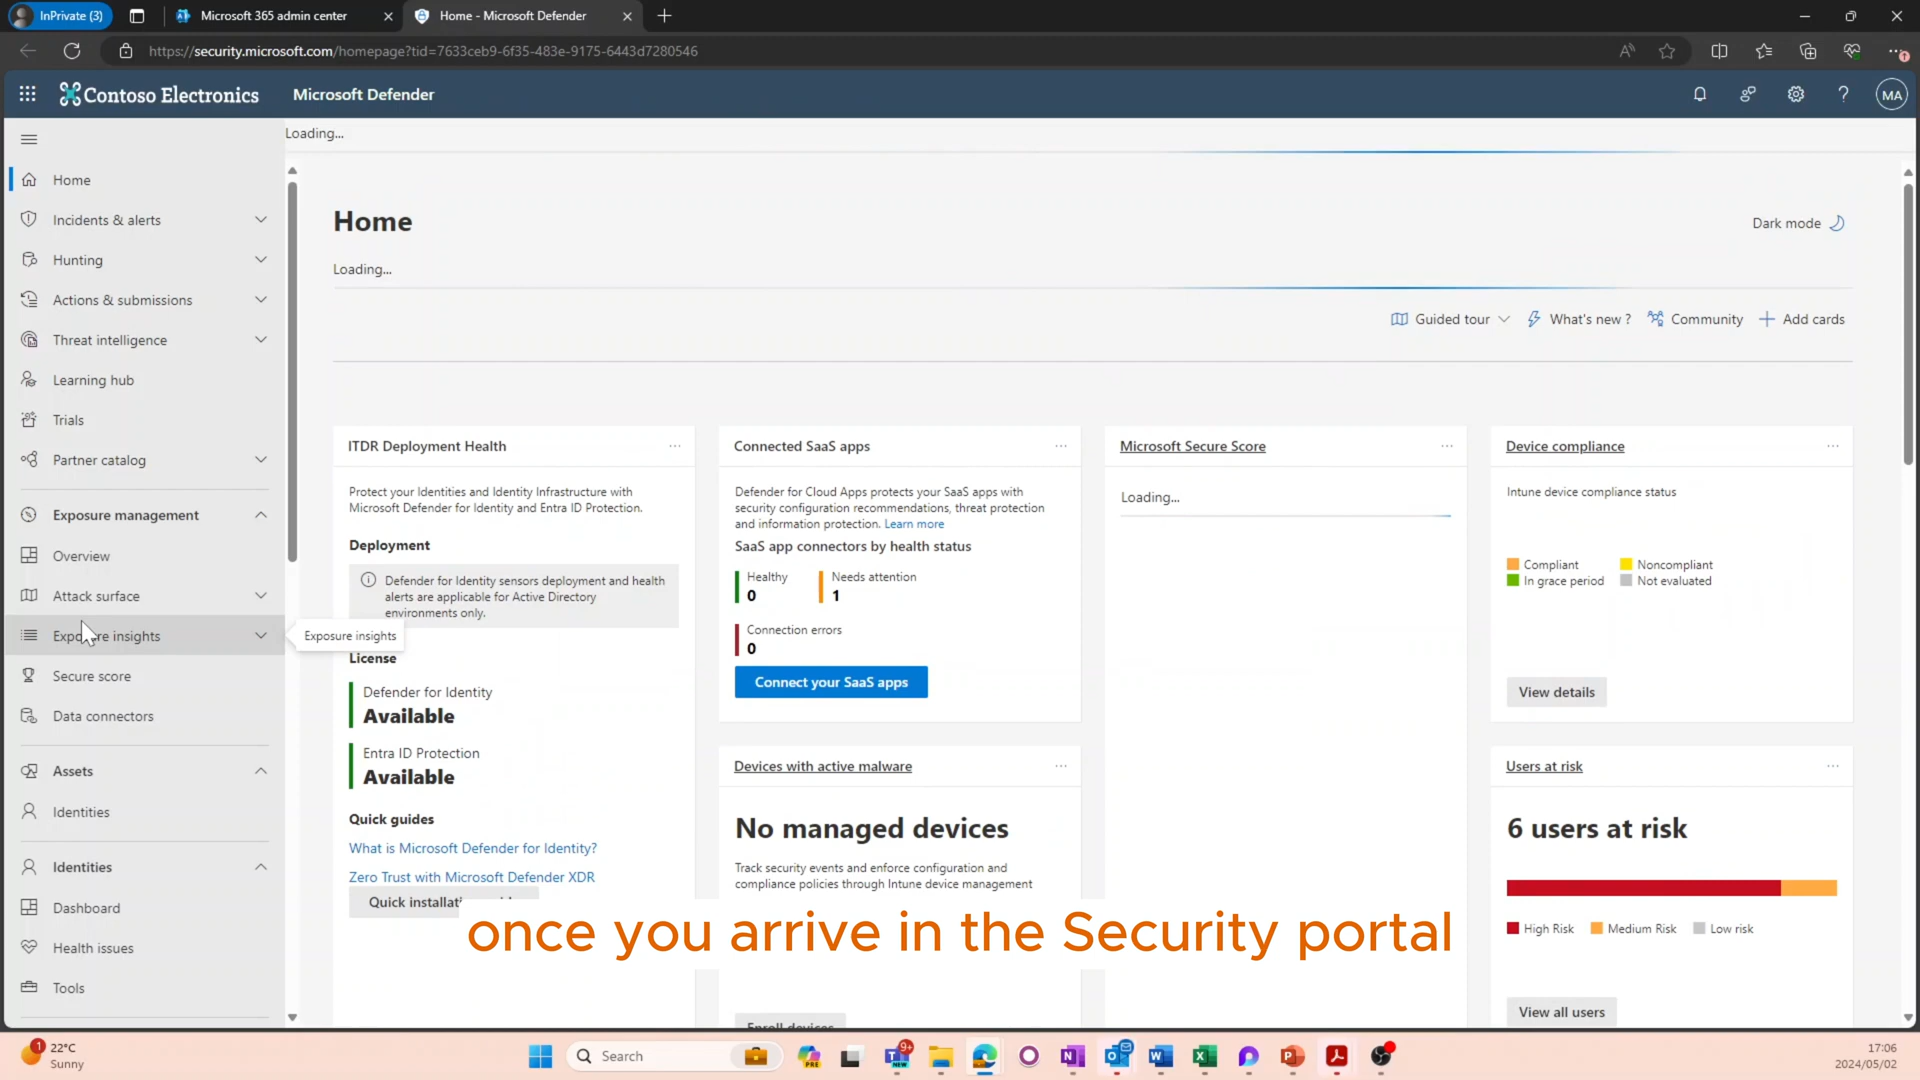 InPrivate (3)
Microsoft 365 admin center
Home - Microsoft Defender
https://security.microsoft.com/homepage?tid=7633ceb9-6f35-483e-9175-6443d7280546
Contoso Electronics
Microsoft Defender
MA
Loading...
Home
Incidents & alerts
Hunting
Actions & submissions
Threat intelligence
Learning hub
Trials
Partner catalog
Exposure management
Overview
Attack surface
Exposure insights
Exposure insights
Secure score
Data connectors
Assets
Identities
Identities
Dashboard
Health issues
Tools
Home
Dark mode
Loading...
Guided tour
What's new ?
Community
Add cards
ITDR Deployment Health
Protect your Identities and Identity Infrastructure with
Microsoft Defender for Identity and Entra ID Protection.
Deployment
Defender for Identity sensors deployment and health
alerts are applicable for Active Directory
environments only.
License
Defender for Identity
Available
Entra ID Protection
Available
Quick guides
What is Microsoft Defender for Identity?
Zero Trust with Microsoft Defender XDR
Connected SaaS apps
Defender for Cloud Apps protects your SaaS apps with
security configuration recommendations, threat protection
and information protection. Learn more
SaaS app connectors by health status
Healthy
0
Needs attention
1
Connection errors
0
Connect your SaaS apps
Devices with active malware
No managed devices
Track security events and enforce configuration and
compliance policies through Intune device management
Enroll devices
Microsoft Secure Score
Loading...
Device compliance
Intune device compliance status
Compliant
Noncompliant
In grace period
Not evaluated
View details
Users at risk
6 users at risk
High Risk
Medium Risk
Low risk
View all users
Quick
once you arrive in the Security portal
1
22°C
Sunny
Search
PRE
9+
NEW
17:06
2024/05/02